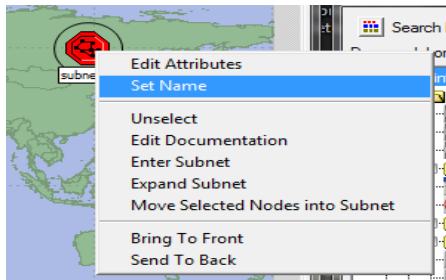 Search
subne
Edit Attributes
Set Name
Unselect
Edit Documentation
Enter Subnet
Expand Subnet
Move Selected Nodes into Subnet
Bring To Front
Send To Back